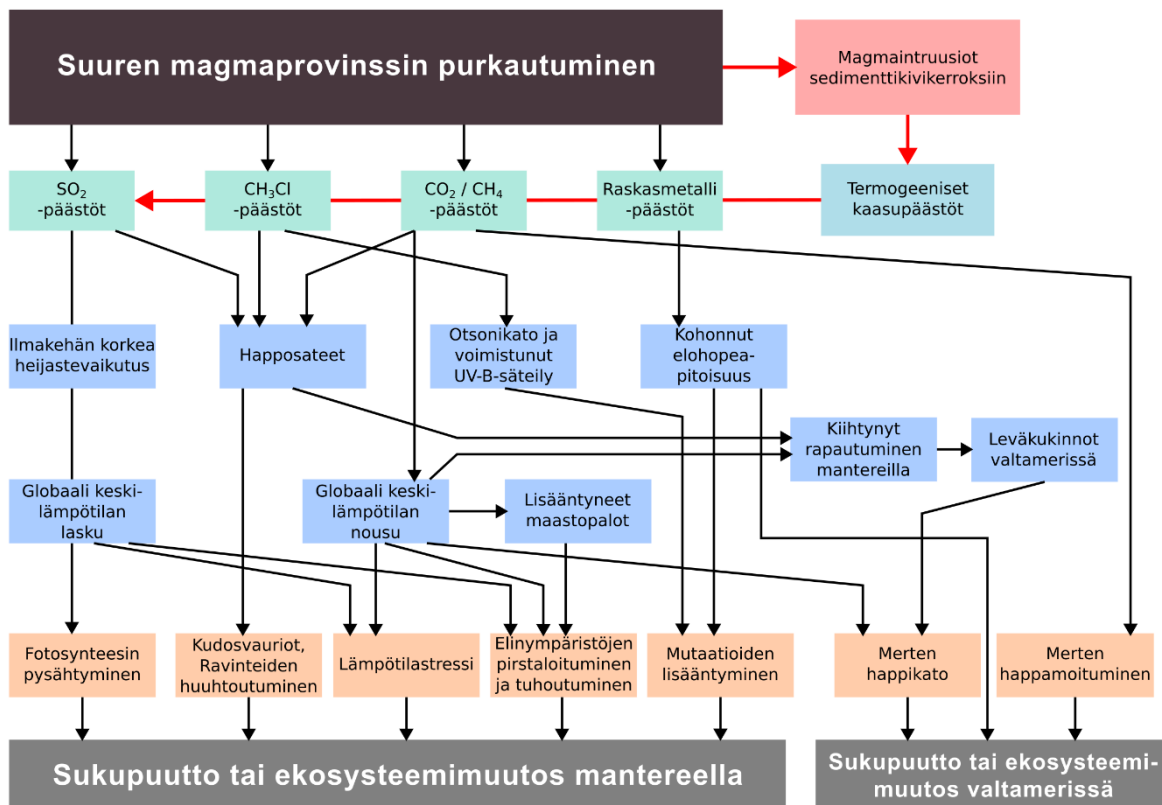 Suuren magmaprovinssin purkautuminen
Magmaintruusiot
sedimenttikivikerroksiin
SO₂
-päästöt
CH₃Cl
-päästöt
CO₂ / CH₄
-päästöt
Raskasmetalli
-päästöt
Termogeeniset
kaasupäästöt
Ilmakehän korkea
heijastevaikutus
Happosateet
Otsonikato ja
voimistunut
UV-B-säteily
Kohonnut
elohopea-
pitoisuus
Kiihtynyt
rapautuminen
mantereilla
Leväkukinnot
valtamerissä
Globaali keski-
lämpötilan
lasku
Globaali keski-
lämpötilan
nousu
Lisääntyneet
maastopalot
Fotosynteesin
pysähtyminen
Kudosvauriot,
Ravinteiden
huuhtoutuminen
Lämpötilastressi
Elinympäristöjen
pirstaloituminen
ja tuhoutuminen
Mutaatioiden
lisääntyminen
Merten
happikato
Merten
happamoituminen
Sukupuutto tai ekosysteemimuutos mantereella
Sukupuutto tai ekosysteemi-
muutos valtamerissä